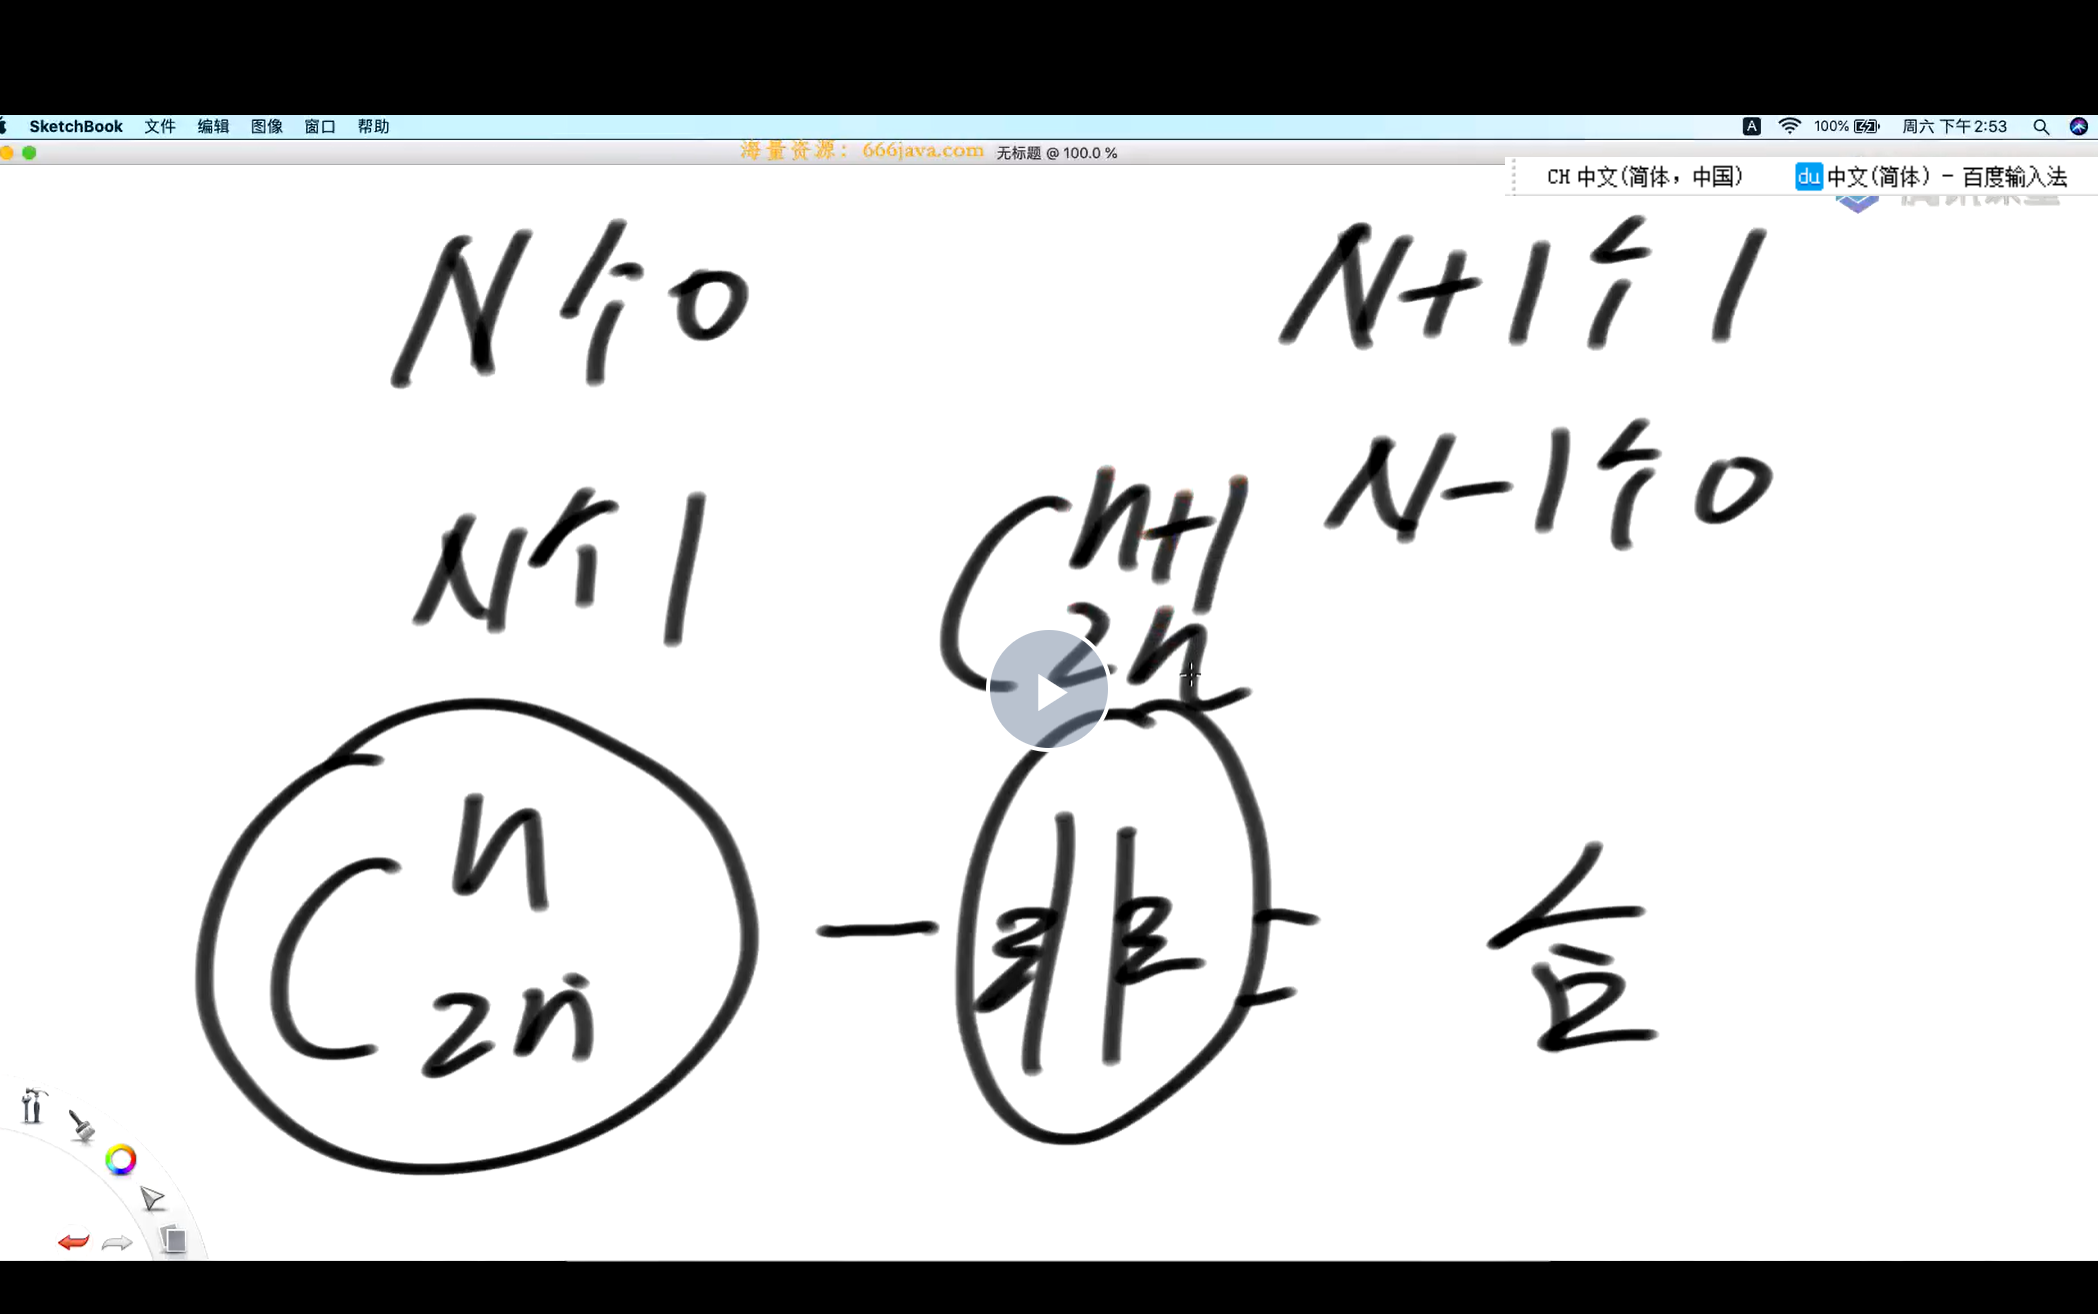 SketchBook 文件 编辑 图像 窗口 帮助 A 100% 周六 下午2:53
海量资源：666java.com 无标题 @ 100.0 %
CH 中文(简体，中国) du 中文(简体) - 百度输入法
N个0
N+1个1
N-1个0
N个1
C n+1 2n
C n 2n - 非 = 合